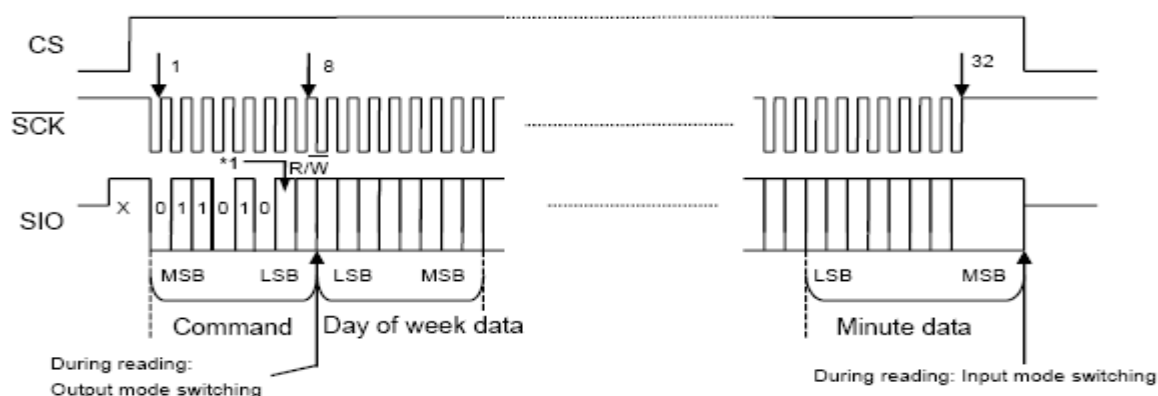 CS
1
8
32
SCK
*1
R/W
SIO
X 0 1 1 0 1 0
MSB LSB LSB MSB LSB MSB
Command Day of week data Minute data
During reading:
Output mode switching
During reading: Input mode switching